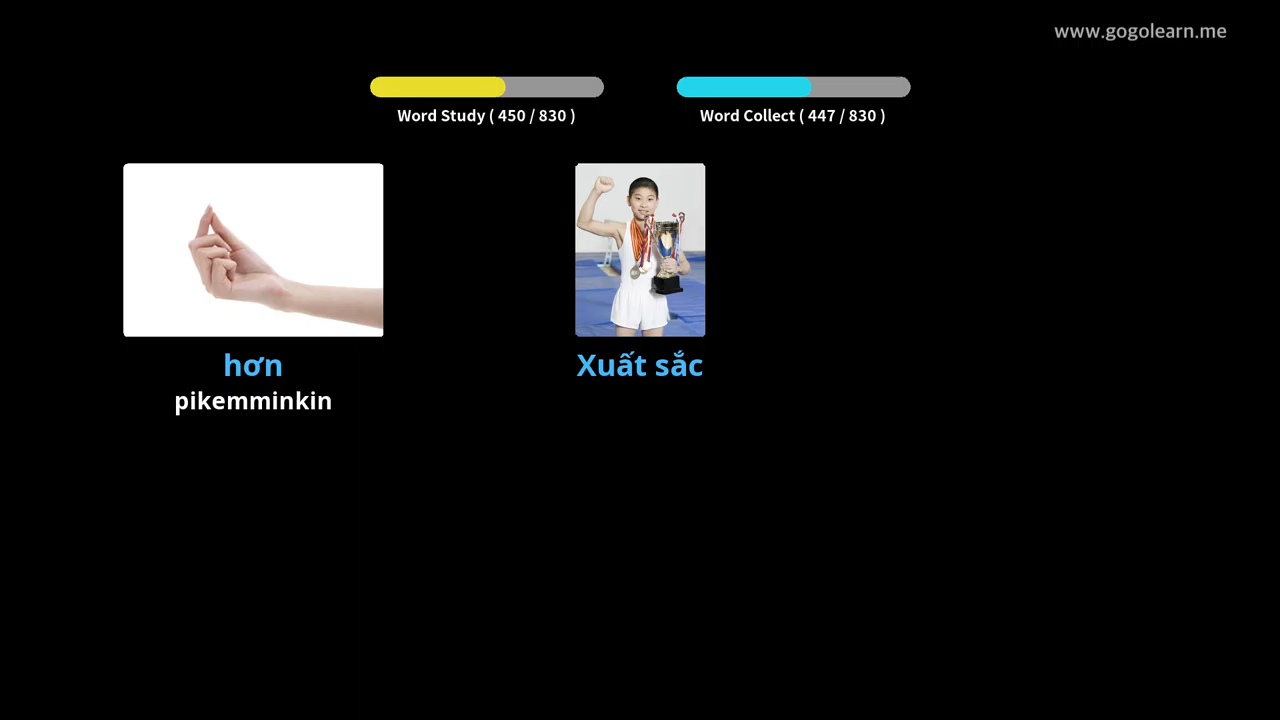 www.gogolearn.me
Word Study ( 450 / 830 )
Word Collect ( 447 / 830 )
hơn
pikemminkin
Xuất sắc